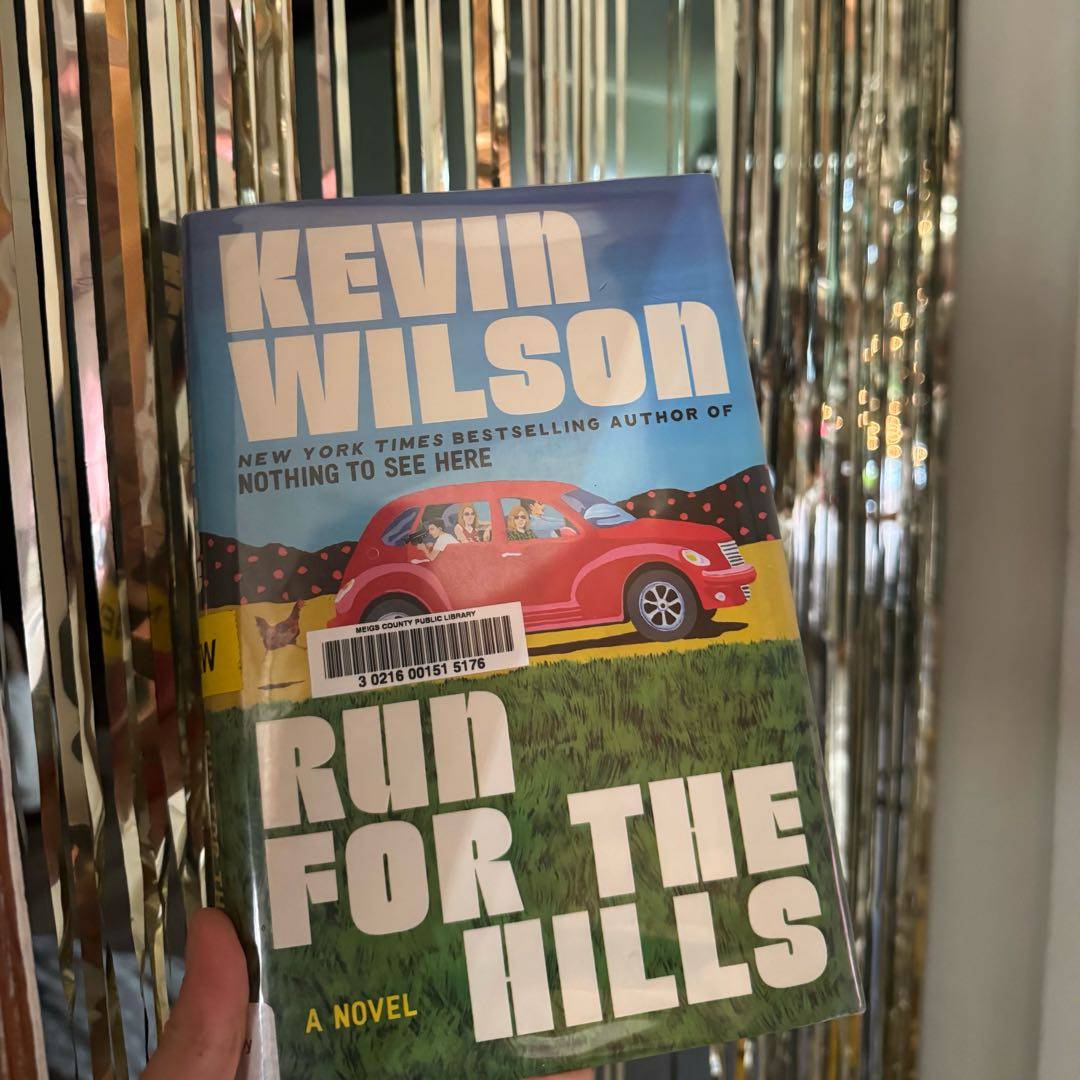 KEVIN
WILSON
NEW YORK TIMES BESTSELLING AUTHOR OF
NOTHING TO SEE HERE
MEIGS COUNTY PUBLIC LIBRARY
3 0216 00151 5176
W
RUN
FOR THE
HILLS
A NOVEL